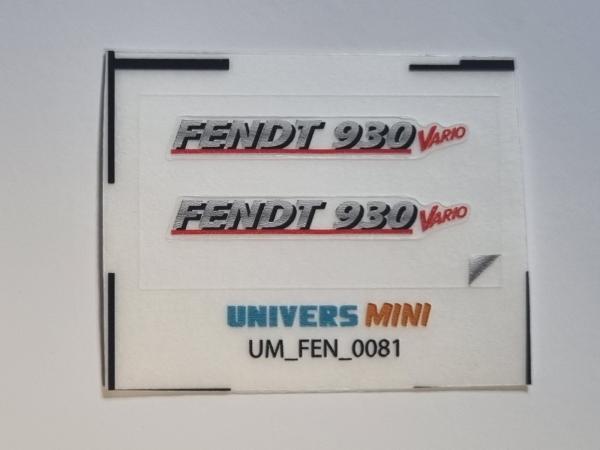 FENDT 930 VARIO
FENDT 930 VARIO
UNIVERS MINI
UM_FEN_0081